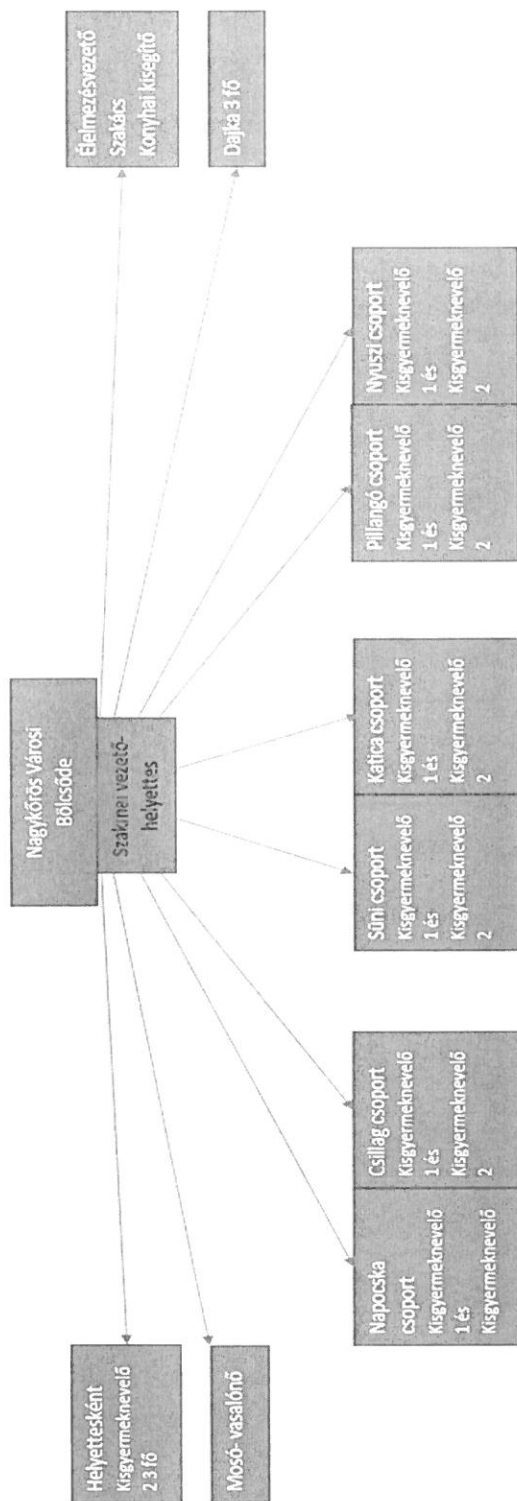 Nagykőrös Városi
Bölcsőde
Szakmai vezető-
helyettes
Helyettesként
Kisgyermeknevelő
2 3 fő
Mosó- vasalónő
Élelmezésvezető
Szakács
Konyhai kisegítő
Dajka 3 fő
Napocska
csoport
Kisgyermeknevelő
1 és
Kisgyermeknevelő
Csillag csoport
Kisgyermeknevelő
1 és
Kisgyermeknevelő
2
Süni csoport
Kisgyermeknevelő
1 és
Kisgyermeknevelő
2
Katica csoport
Kisgyermeknevelő
1 és
Kisgyermeknevelő
2
Pillangó csoport
Kisgyermeknevelő
1 és
Kisgyermeknevelő
2
Nyuszi csoport
Kisgyermeknevelő
1 és
Kisgyermeknevelő
2